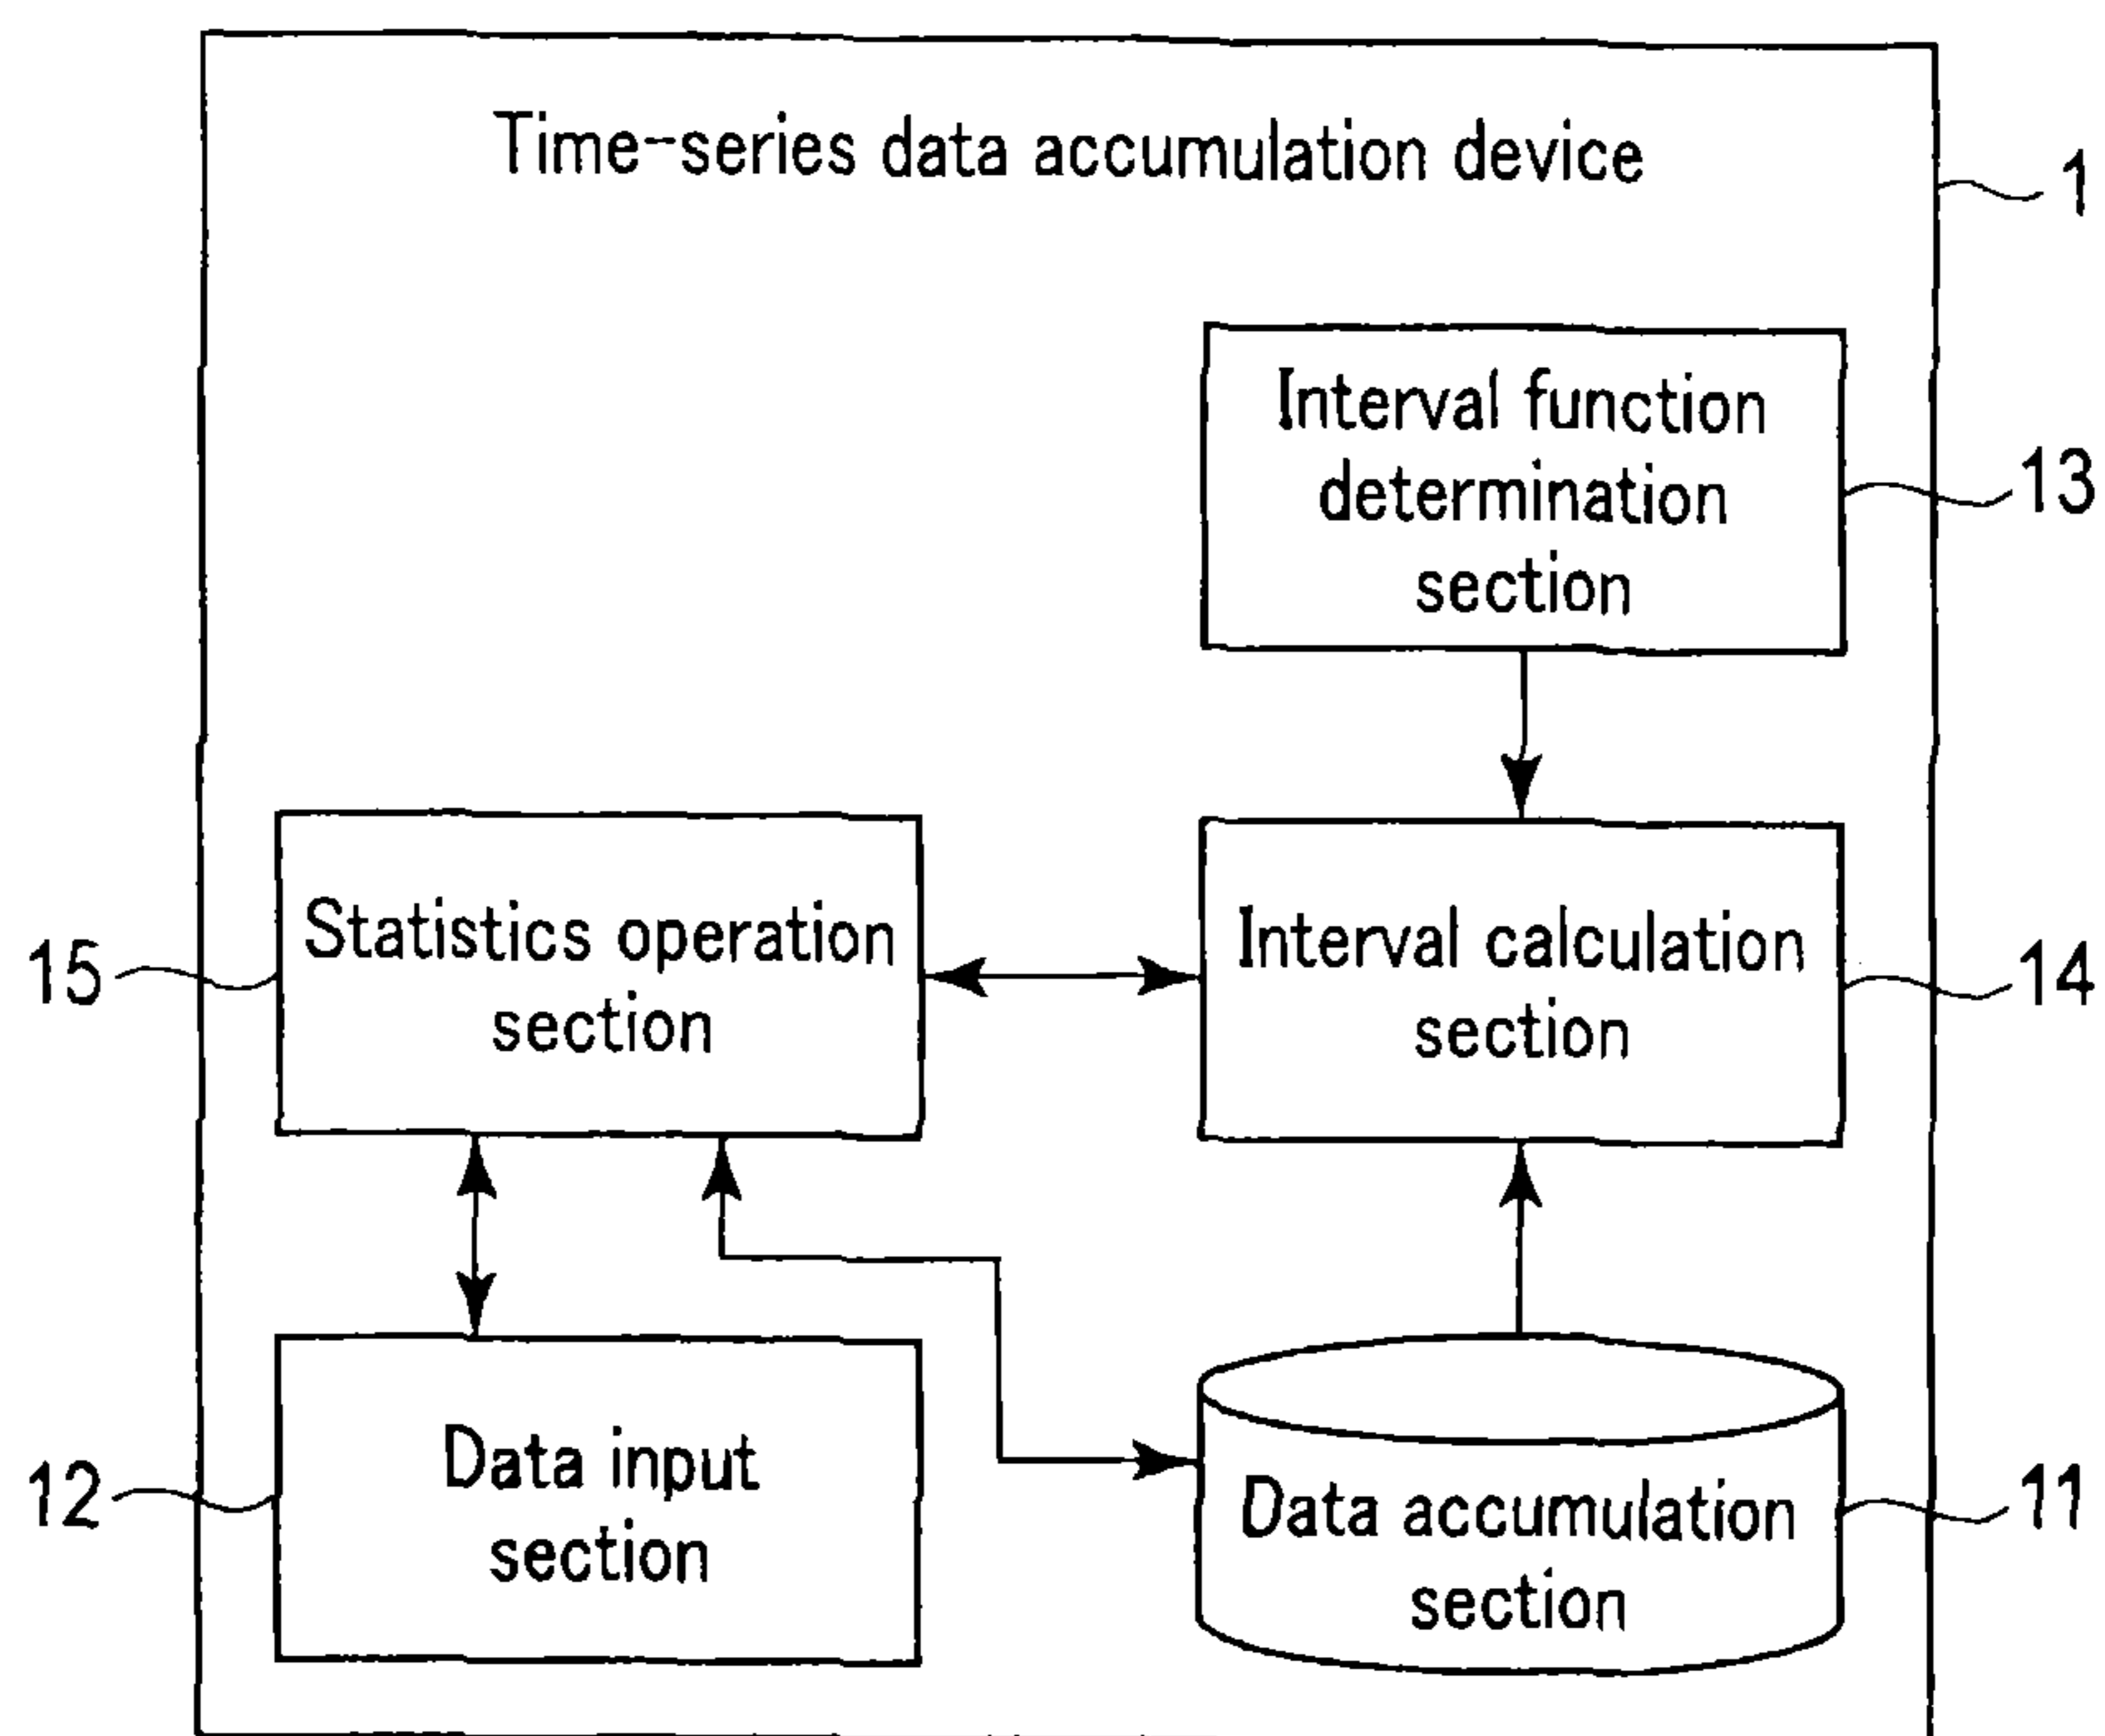 Time-series data accumulation device
1
Interval function
determination
section
13
Statistics operation
section
15
Interval calculation
section
14
Data input
section
12
Data accumulation
section
11